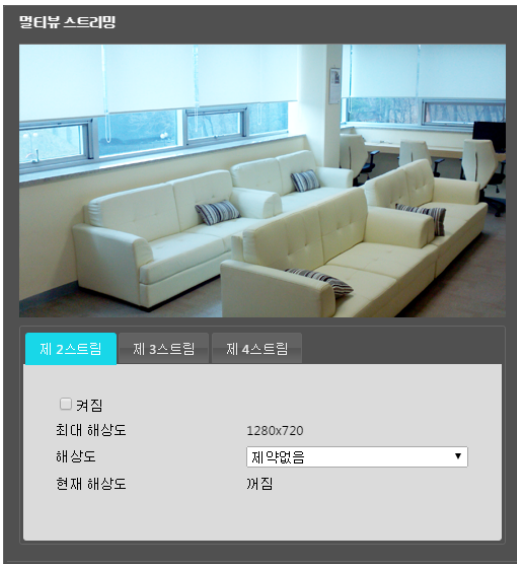 멀티뷰 스트리밍
제 2스트림 제 3스트림 제 4스트림
켜짐
최대 해상도 1280x720
해상도 제약없음
현재 해상도 꺼짐